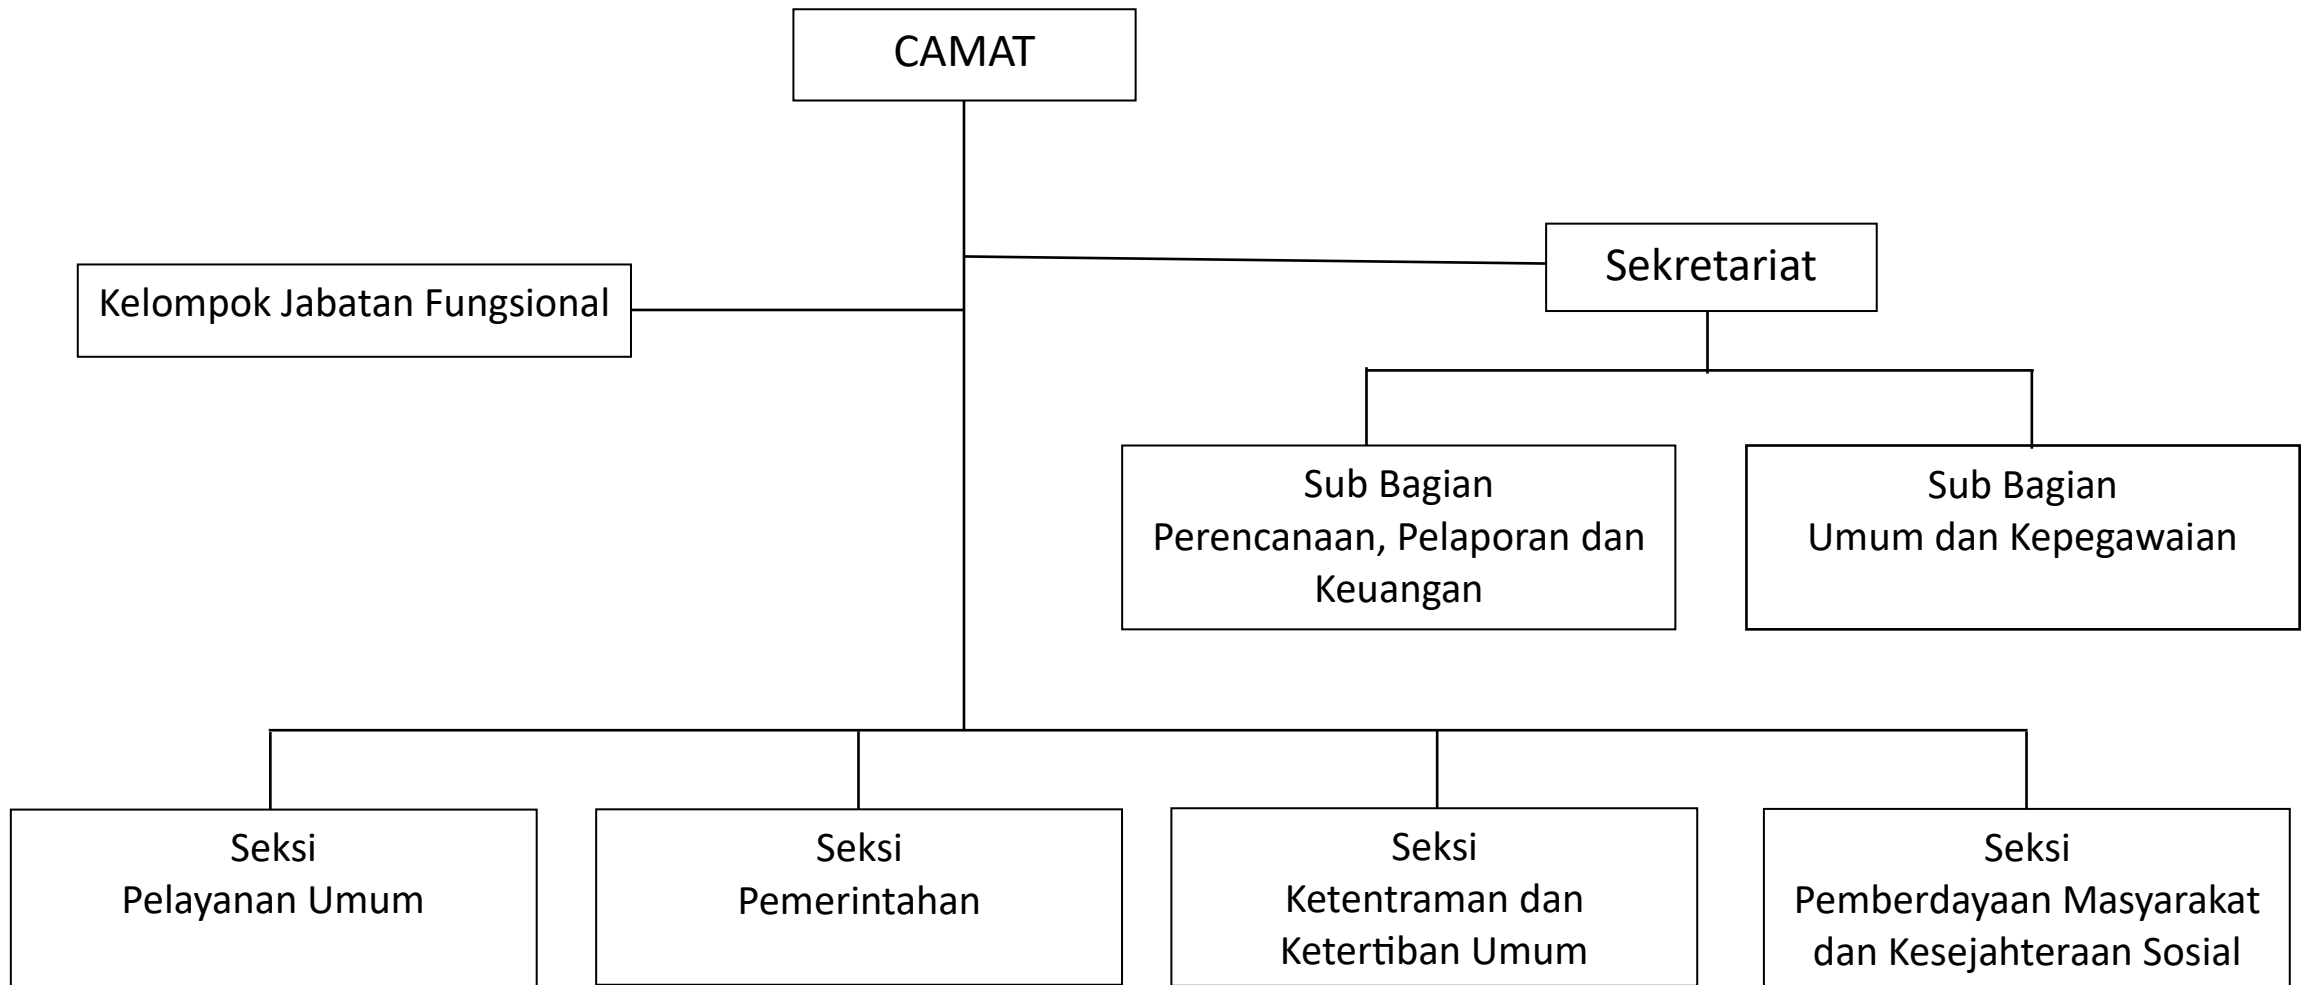 CAMAT
Sekretariat
Kelompok Jabatan Fungsional
Sub Bagian
Perencanaan, Pelaporan dan
Keuangan
Sub Bagian
Umum dan Kepegawaian
Seksi
Pelayanan Umum
Seksi
Pemerintahan
Seksi
Ketentraman dan
Ketertiban Umum
Seksi
Pemberdayaan Masyarakat
dan Kesejahteraan Sosial